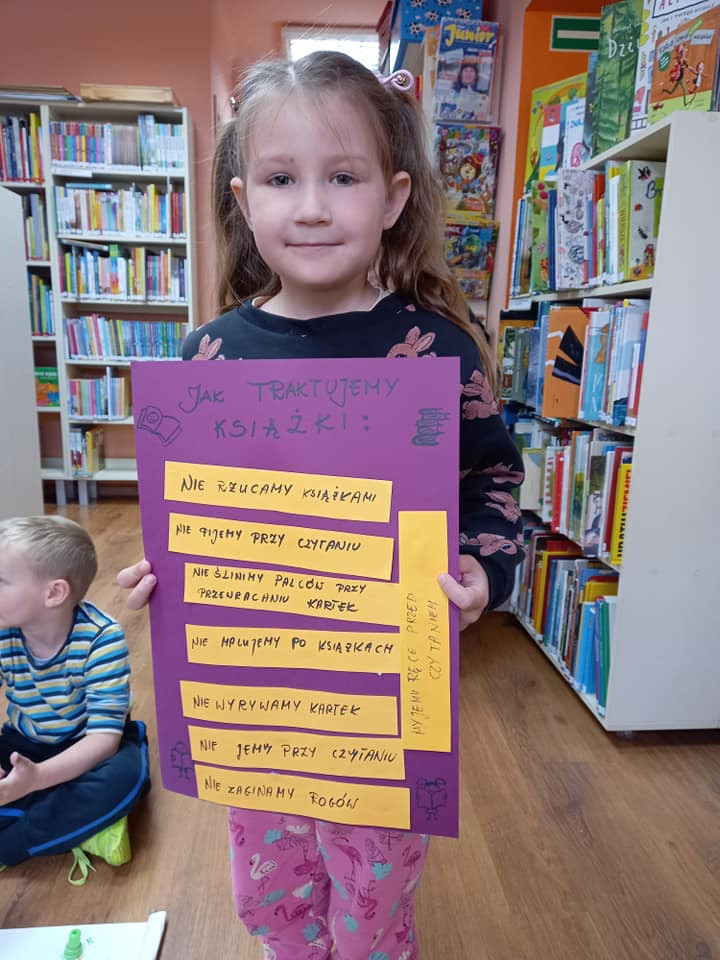 Junior
JAK TRAKTUJEMY
KSIĄŻKI:
NIE RZUCAMY KSIĄŻKAMI
NIE PIJEMY PRZY CZYTANIU
NIE ŚLINIMY PALCÓW PRZY
PRZEWRACANIU KARTEK
NIE MALUJEMY PO KSIĄŻKACH
NIE WYRYWAMY KARTEK
NIE JEMY PRZY CZYTANIU
NIE ZAGINAMY ROGÓW
MYJEMY RĘCE PRZED
CZYTANIEM